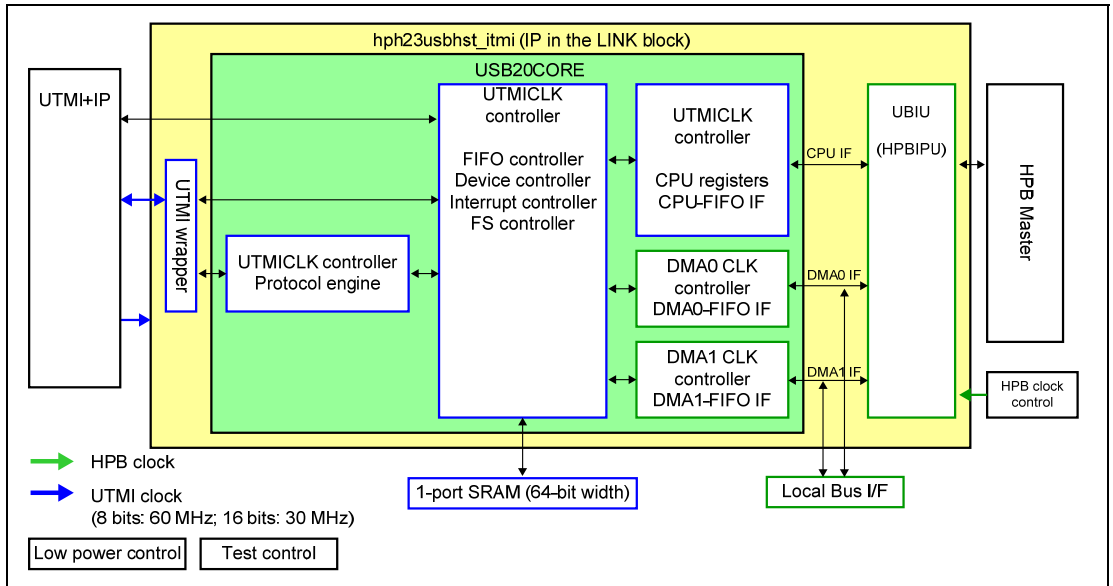 hph23usbhst_itmi (IP in the LINK block)
USB20CORE
UTMI+IP
UTMI wrapper
UTMICLK controller
Protocol engine
UTMICLK
controller
FIFO controller
Device controller
Interrupt controller
FS controller
UTMICLK
controller
CPU registers
CPU-FIFO IF
DMA0 CLK
controller
DMA0-FIFO IF
DMA1 CLK
controller
DMA1-FIFO IF
CPU IF
DMA0 IF
DMA1 IF
UBIU
(HPBIPU)
HPB Master
HPB clock
control
HPB clock
UTMI clock
(8 bits: 60 MHz; 16 bits: 30 MHz)
1-port SRAM (64-bit width)
Local Bus I/F
Low power control
Test control